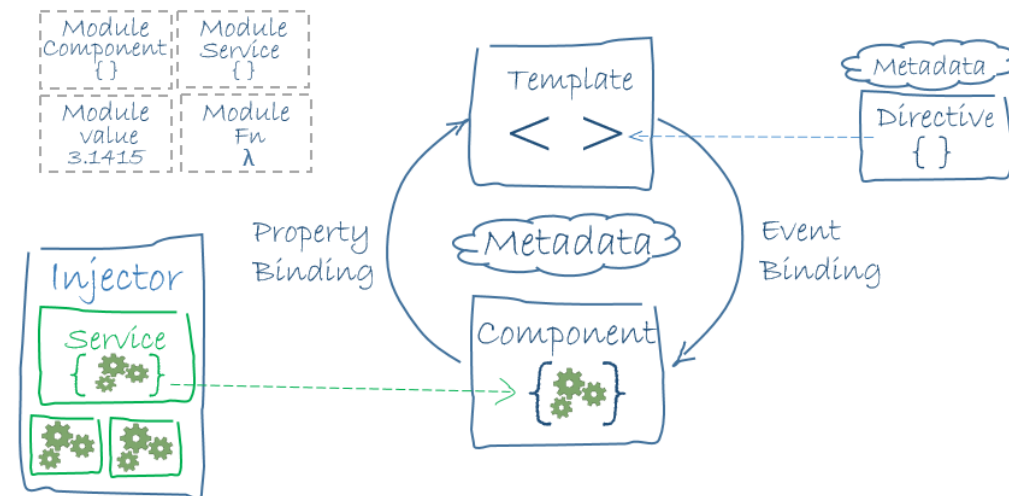 Module
Component
{ }
Module
Service
{ }
Module
value
3.1415
Module
Fn
λ
Template
< >
Metadata
Directive
{ }
Property
Binding
Metadata
Event
Binding
Injector
Service
{ }
Component
{ }